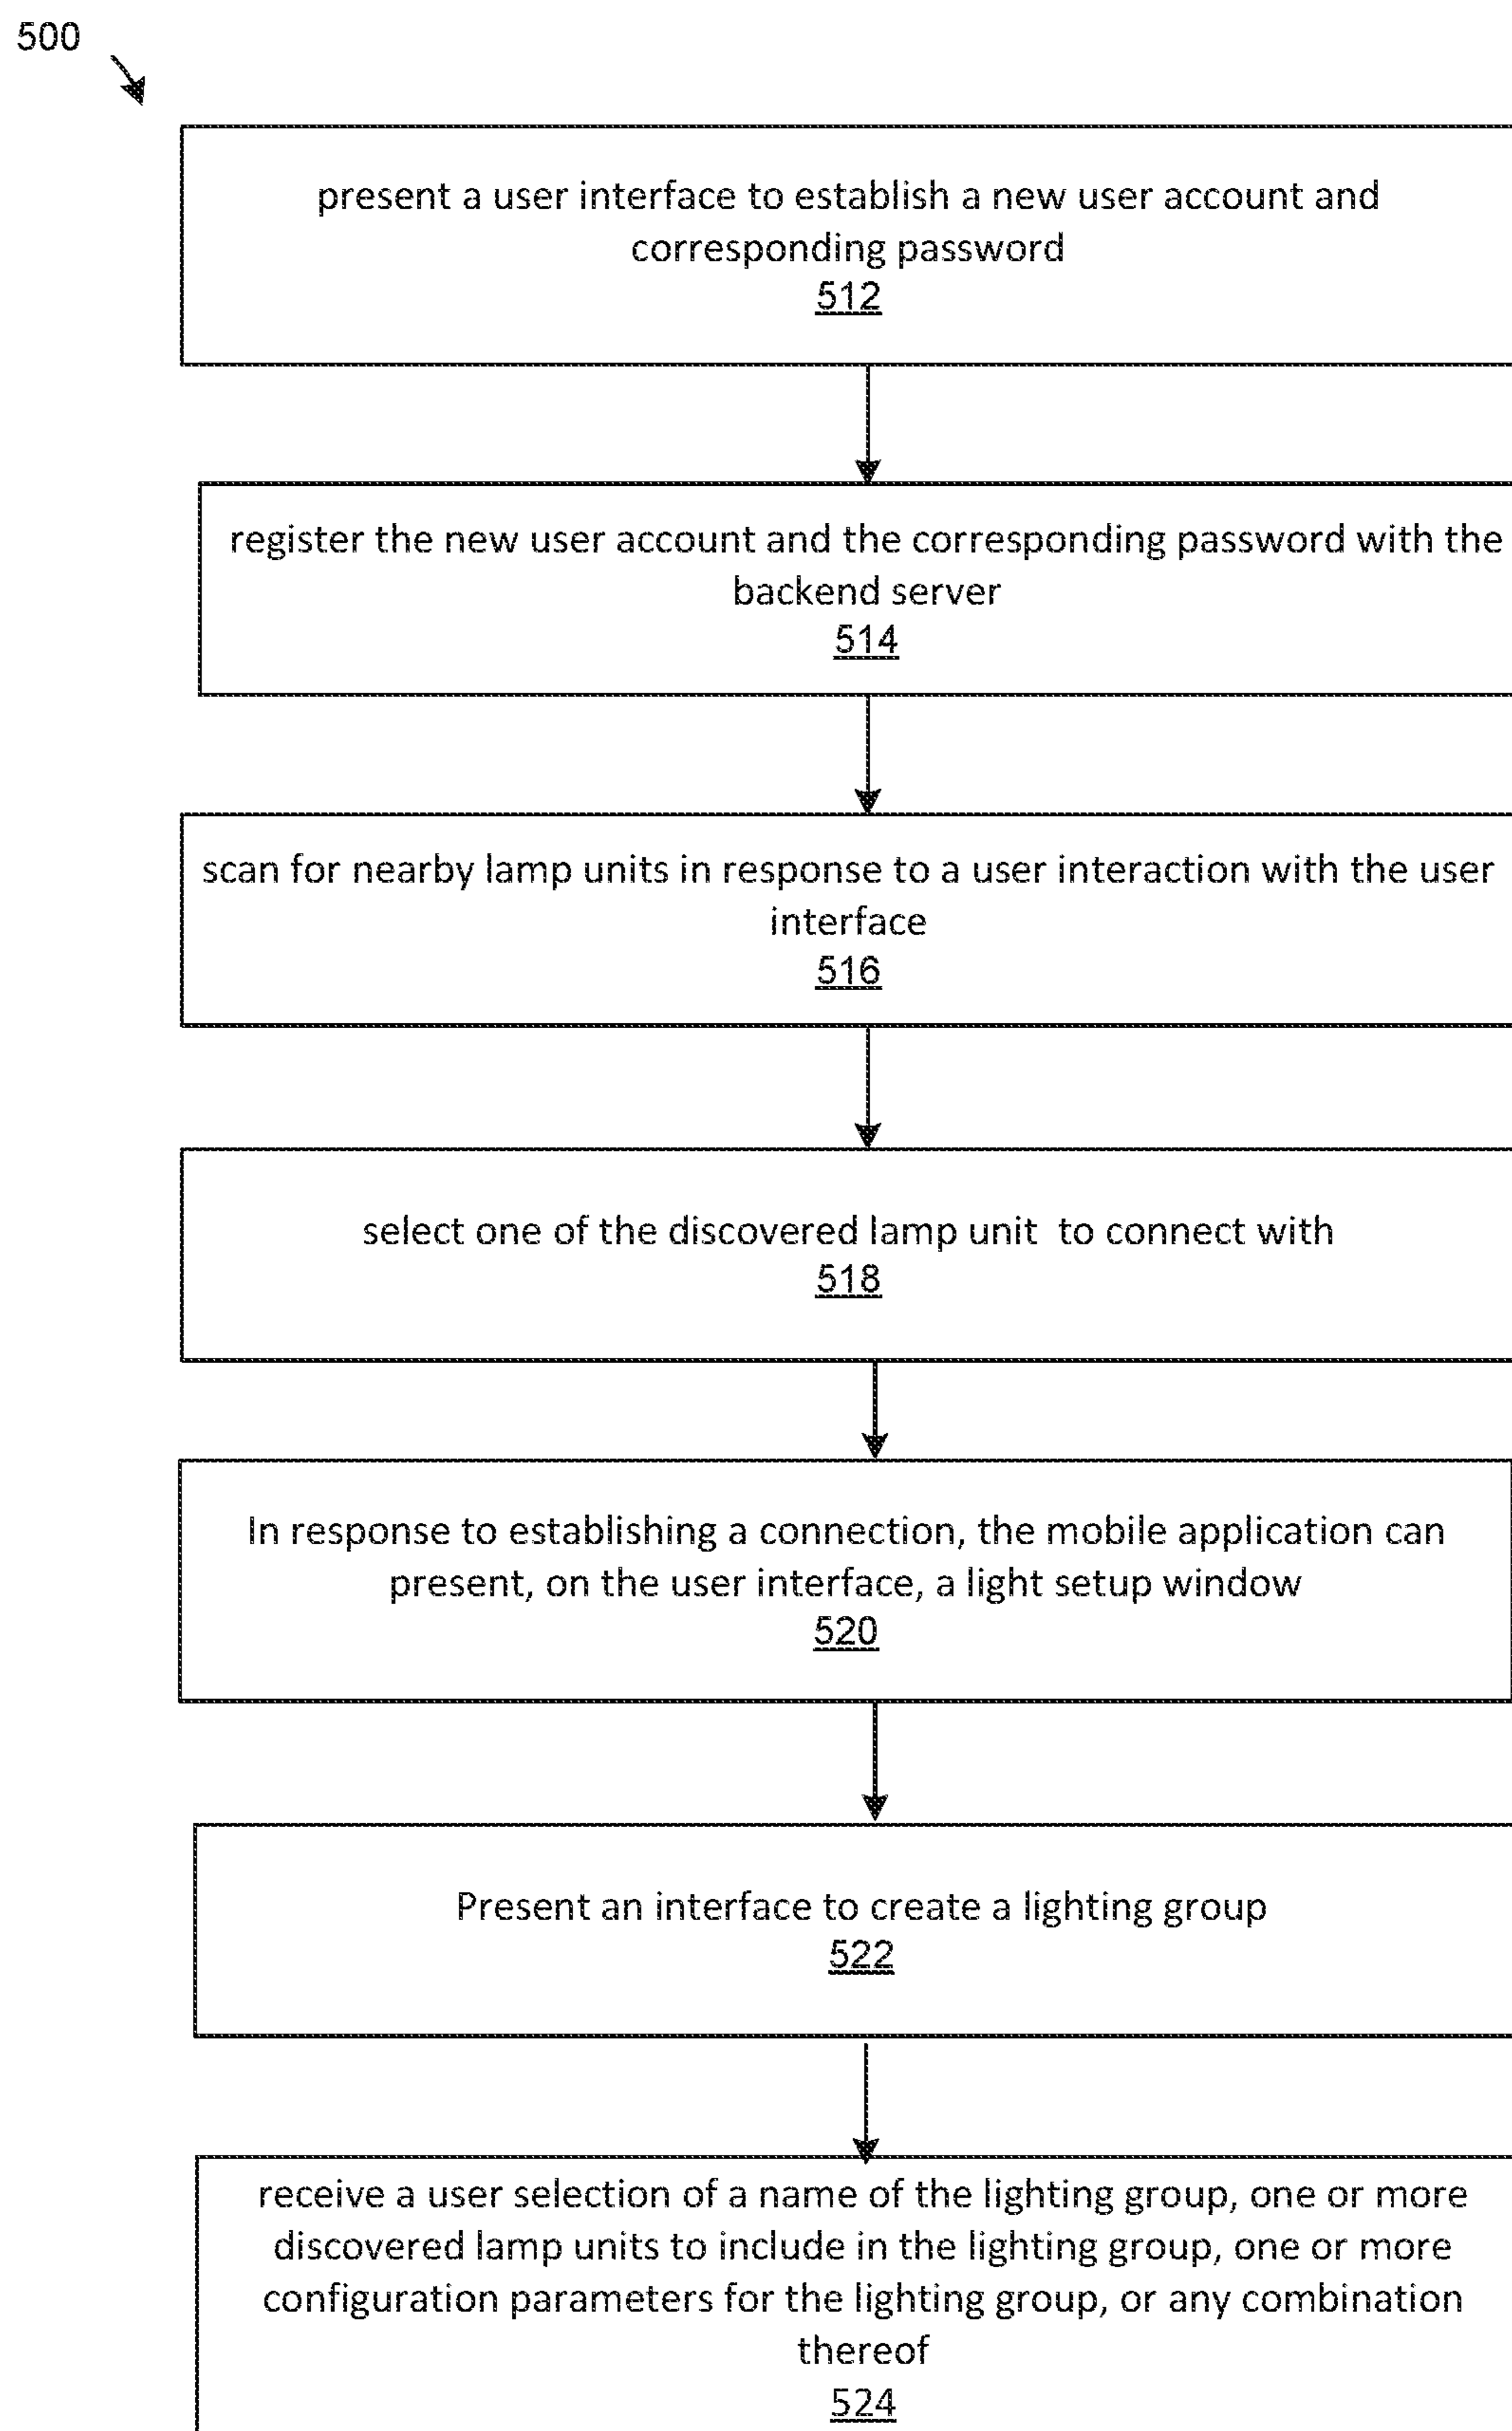 500
present a user interface to establish a new user account and
corresponding password
512
register the new user account and the corresponding password with the
backend server
514
scan for nearby lamp units in response to a user interaction with the user
interface
516
select one of the discovered lamp unit to connect with
518
In response to establishing a connection, the mobile application can
present, on the user interface, a light setup window
520
Present an interface to create a lighting group
522
receive a user selection of a name of the lighting group, one or more
discovered lamp units to include in the lighting group, one or more
configuration parameters for the lighting group, or any combination
thereof
524